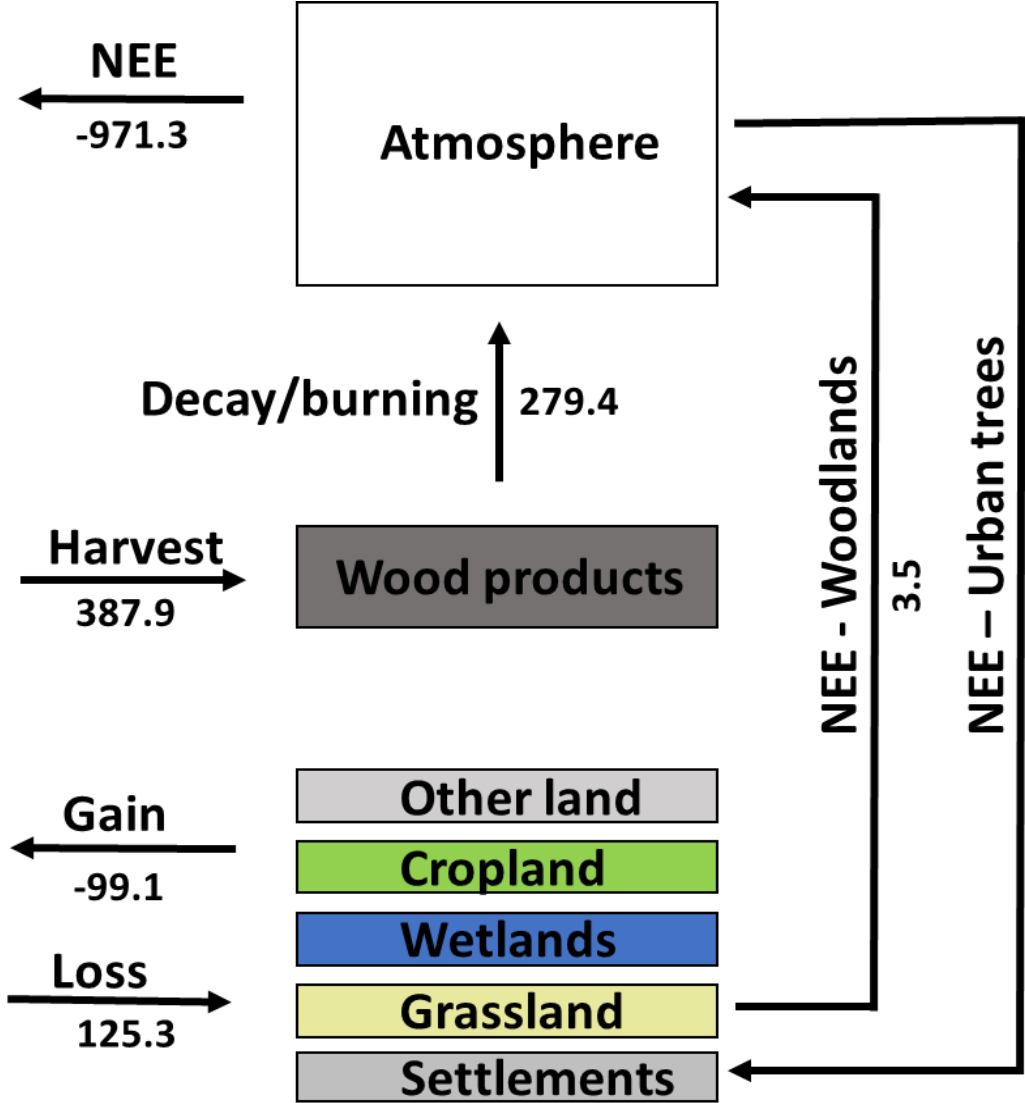 NEE
-971.3
Atmosphere
Decay/burning
279.4
Harvest
387.9
Wood products
NEE - Woodlands
3.5
NEE – Urban trees
Other land
Gain
-99.1
Cropland
Wetlands
Loss
125.3
Grassland
Settlements